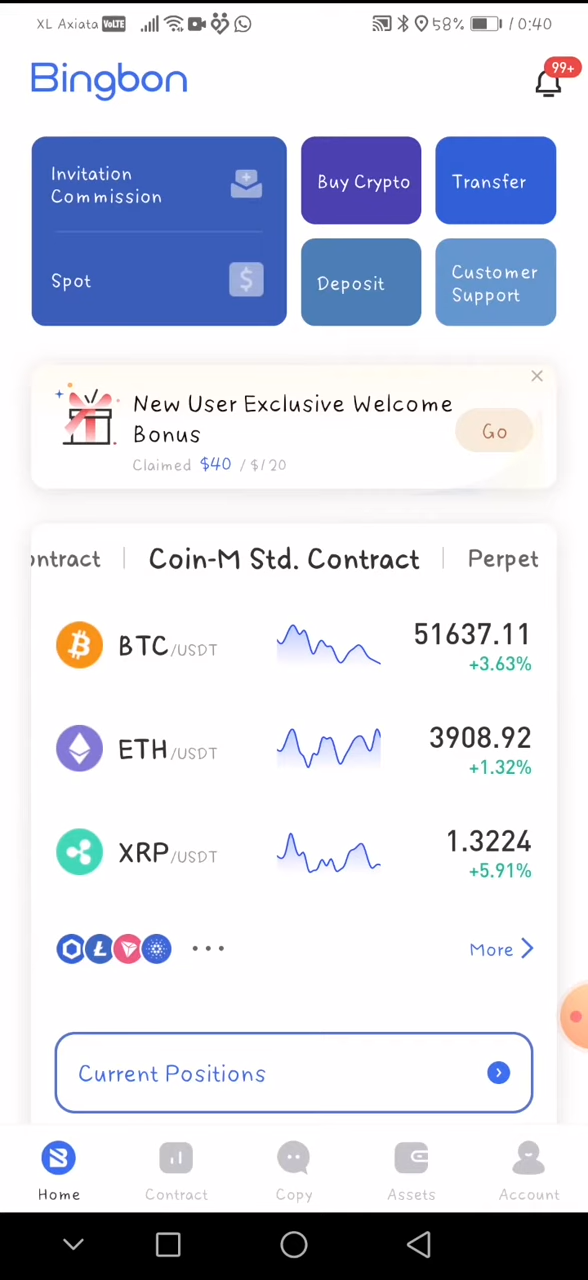 XL Axiata VoLTE 58% / 0:40
Bingbon
99+
Invitation
Commission
Buy Crypto
Transfer
Spot
Deposit
Customer
Support
New User Exclusive Welcome
Bonus
Go
Claimed $40 / $120
ontract | Coin-M Std. Contract | Perpet
BTC/USDT
51637.11
+3.63%
ETH/USDT
3908.92
+1.32%
XRP/USDT
1.3224
+5.91%
... More
Current Positions
Home
Contract
Copy
Assets
Account